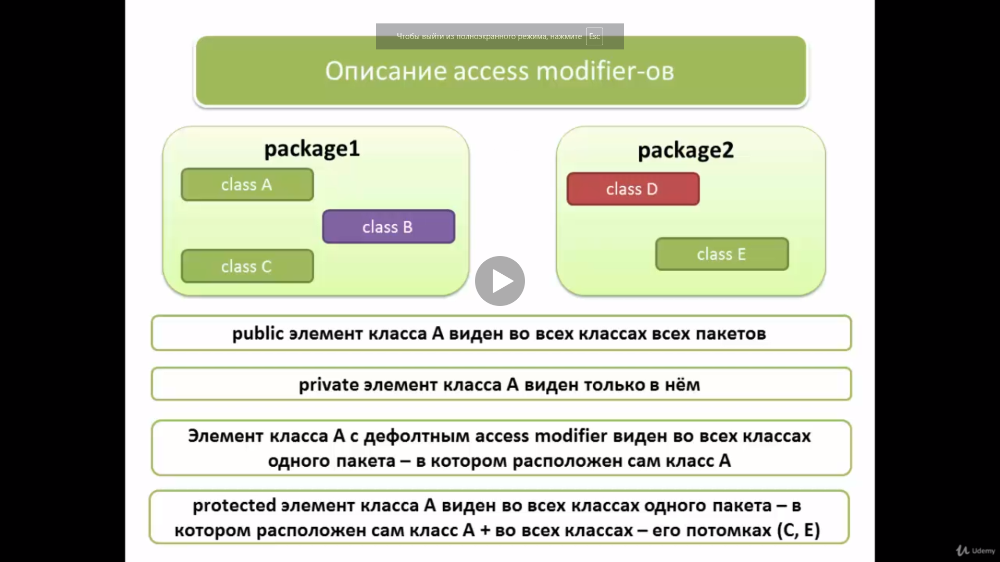 Чтобы выйти из полноэкранного режима, нажмите Esc
Описание access modifier-ов
package1
class A
class B
class C
package2
class D
class E
public элемент класса А виден во всех классах всех пакетов
private элемент класса А виден только в нём
Элемент класса А с дефолтным access modifier виден во всех классах
одного пакета – в котором расположен сам класс А
protected элемент класса А виден во всех классах одного пакета – в
котором расположен сам класс А + во всех классах – его потомках (С, Е)
Udemy